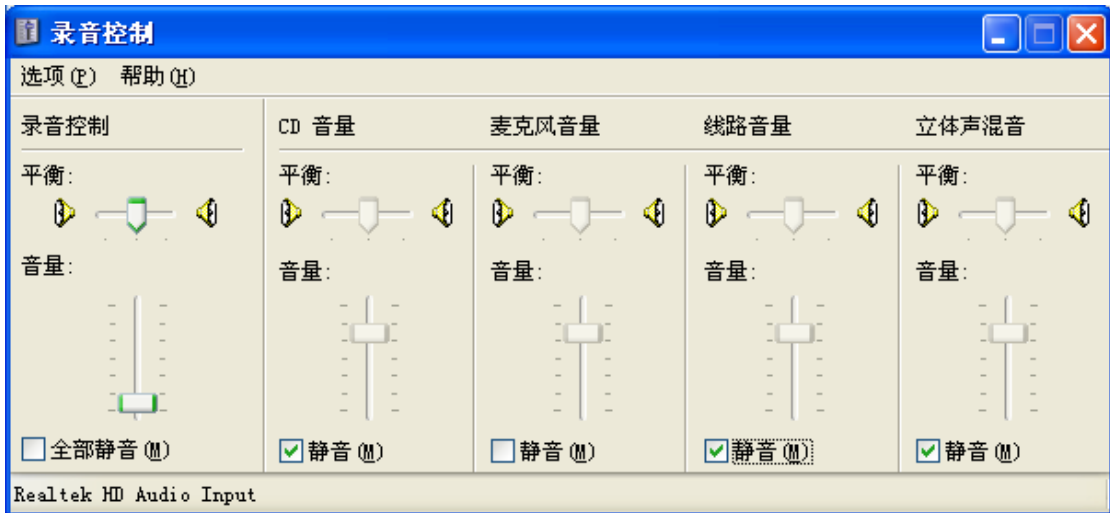 录音控制
选项(P) 帮助(H)
录音控制 CD 音量 麦克风音量 线路音量 立体声混音
平衡: 平衡: 平衡: 平衡: 平衡:
音量: 音量: 音量: 音量: 音量:
全部静音(M) 静音(M) 静音(M) 静音(M) 静音(M)
Realtek HD Audio Input